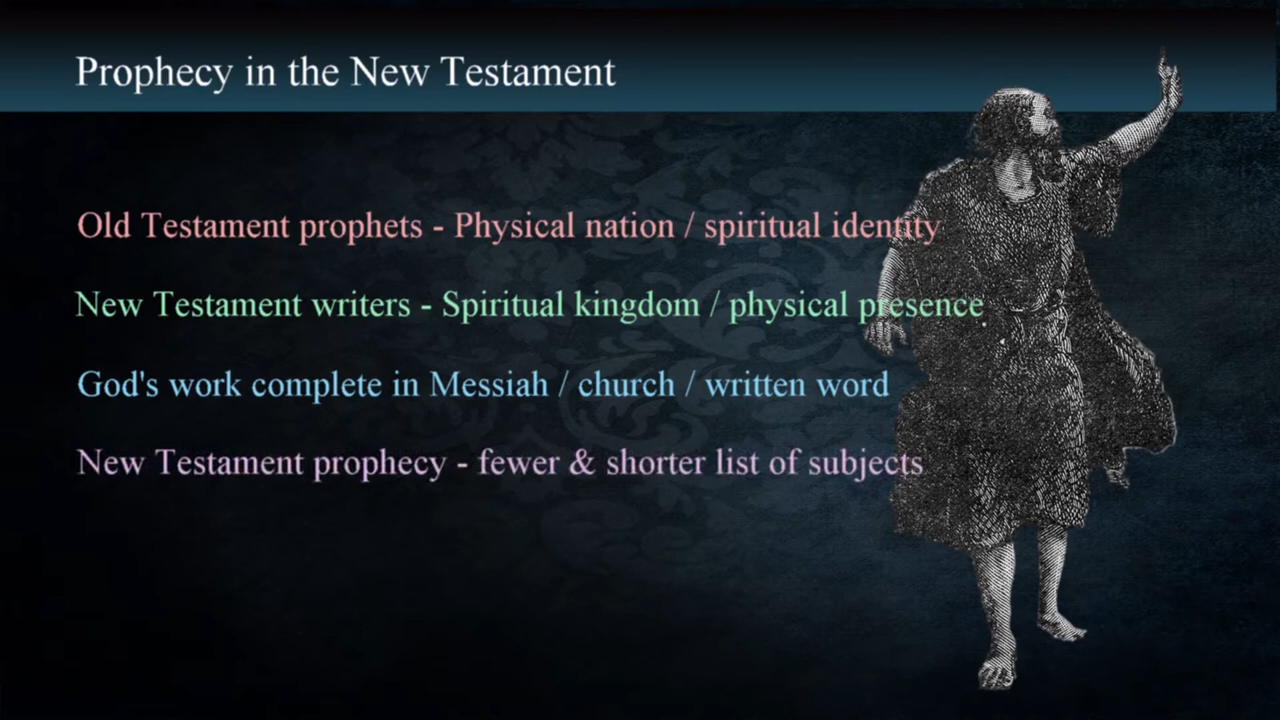 Prophecy in the New Testament
Old Testament prophets - Physical nation / spiritual identity
New Testament writers - Spiritual kingdom / physical presence
God's work complete in Messiah / church / written word
New Testament prophecy - fewer & shorter list of subjects